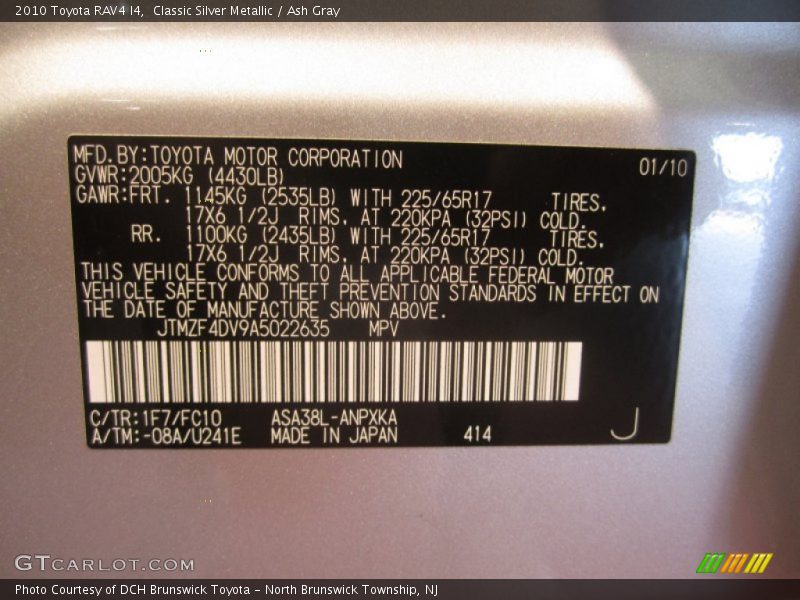 2010 Toyota RAV4 I4, Classic Silver Metallic / Ash Gray
MFD.BY:TOYOTA MOTOR CORPORATION 01/10
GVWR:2005KG (4430LB)
GAWR:FRT. 1145KG (2535LB) WITH 225/65R17 TIRES.
17X6 1/2J RIMS. AT 220KPA (32PSI) COLD.
RR. 1100KG (2435LB) WITH 225/65R17 TIRES.
17X6 1/2J RIMS. AT 220KPA (32PSI) COLD.
THIS VEHICLE CONFORMS TO ALL APPLICABLE FEDERAL MOTOR
VEHICLE SAFETY AND THEFT PREVENTION STANDARDS IN EFFECT ON
THE DATE OF MANUFACTURE SHOWN ABOVE.
JTMZF4DV9A5022635 MPV
C/TR:1F7/FC10 ASA38L-ANPXKA
A/TM:-08A/U241E MADE IN JAPAN 414 J
GTCARLOT.COM
Photo Courtesy of DCH Brunswick Toyota - North Brunswick Township, NJ